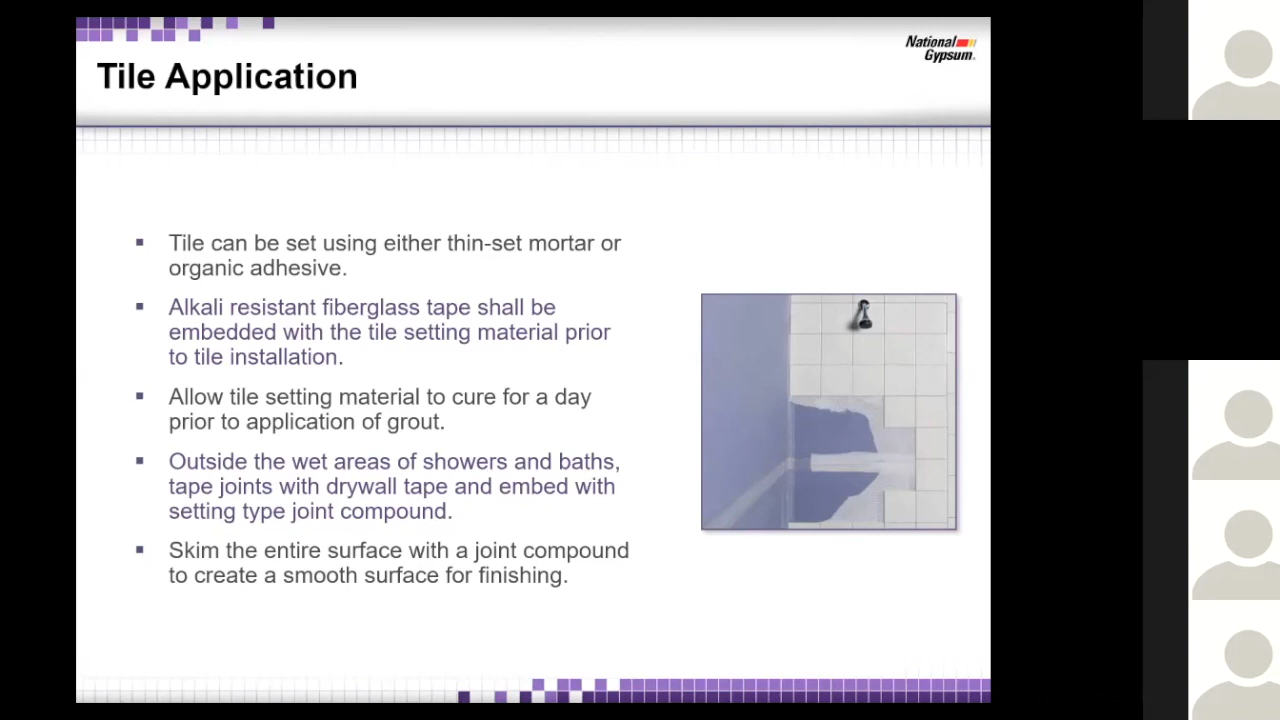 National
Gypsum
Tile Application
Tile can be set using either thin-set mortar or
organic adhesive.
Alkali resistant fiberglass tape shall be
embedded with the tile setting material prior
to tile installation.
Allow tile setting material to cure for a day
prior to application of grout.
Outside the wet areas of showers and baths,
tape joints with drywall tape and embed with
setting type joint compound.
Skim the entire surface with a joint compound
to create a smooth surface for finishing.